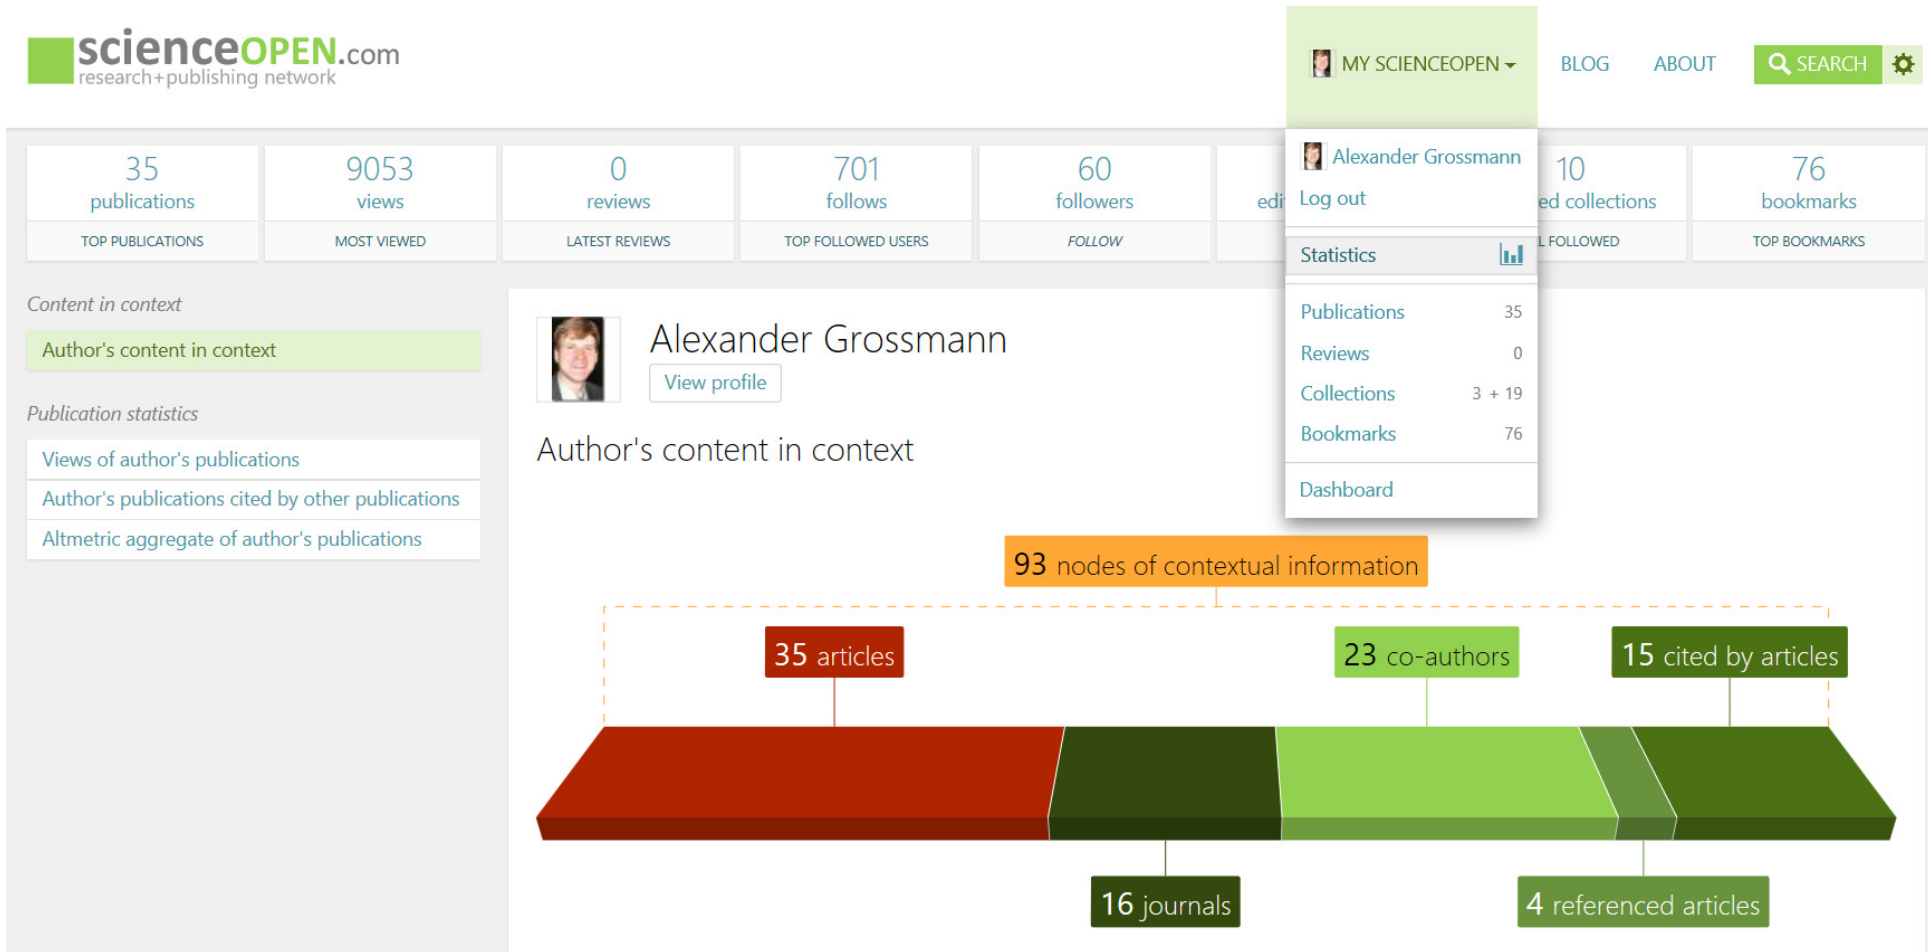 scienceOPEN.com
research+publishing network
MY SCIENCEOPEN
BLOG
ABOUT
SEARCH
35
publications
TOP PUBLICATIONS
9053
views
MOST VIEWED
0
reviews
LATEST REVIEWS
701
follows
TOP FOLLOWED USERS
60
followers
FOLLOW
edi
10
ed collections
L FOLLOWED
76
bookmarks
TOP BOOKMARKS
Alexander Grossmann
Log out
Statistics
Publications 35
Reviews 0
Collections 3 + 19
Bookmarks 76
Dashboard
Content in context
Author's content in context
Publication statistics
Views of author's publications
Author's publications cited by other publications
Altmetric aggregate of author's publications
Alexander Grossmann
View profile
Author's content in context
93 nodes of contextual information
35 articles
23 co-authors
15 cited by articles
16 journals
4 referenced articles